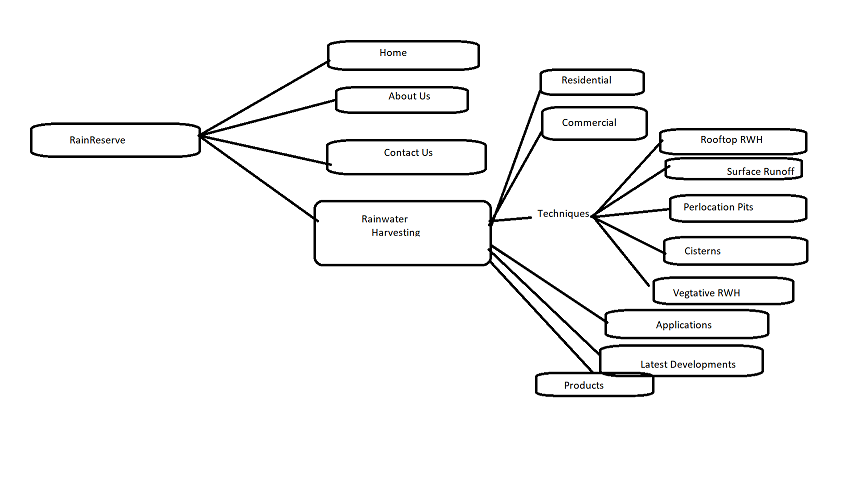 Home
About Us
RainReserve
Contact Us
Rainwater
Harvesting
Residential
Commercial
Techniques
Rooftop RWH
Surface Runoff
Perlocation Pits
Cisterns
Vegtative RWH
Applications
Latest Developments
Products